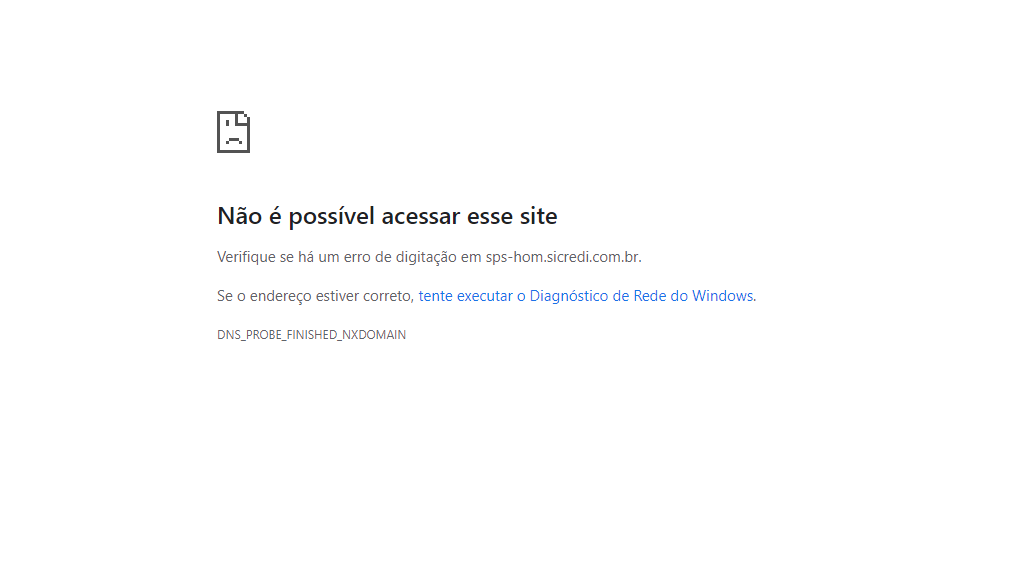 Não é possível acessar esse site
Verifique se há um erro de digitação em sps-hom.sicredi.com.br.
Se o endereço estiver correto, tente executar o Diagnóstico de Rede do Windows.
DNS_PROBE_FINISHED_NXDOMAIN